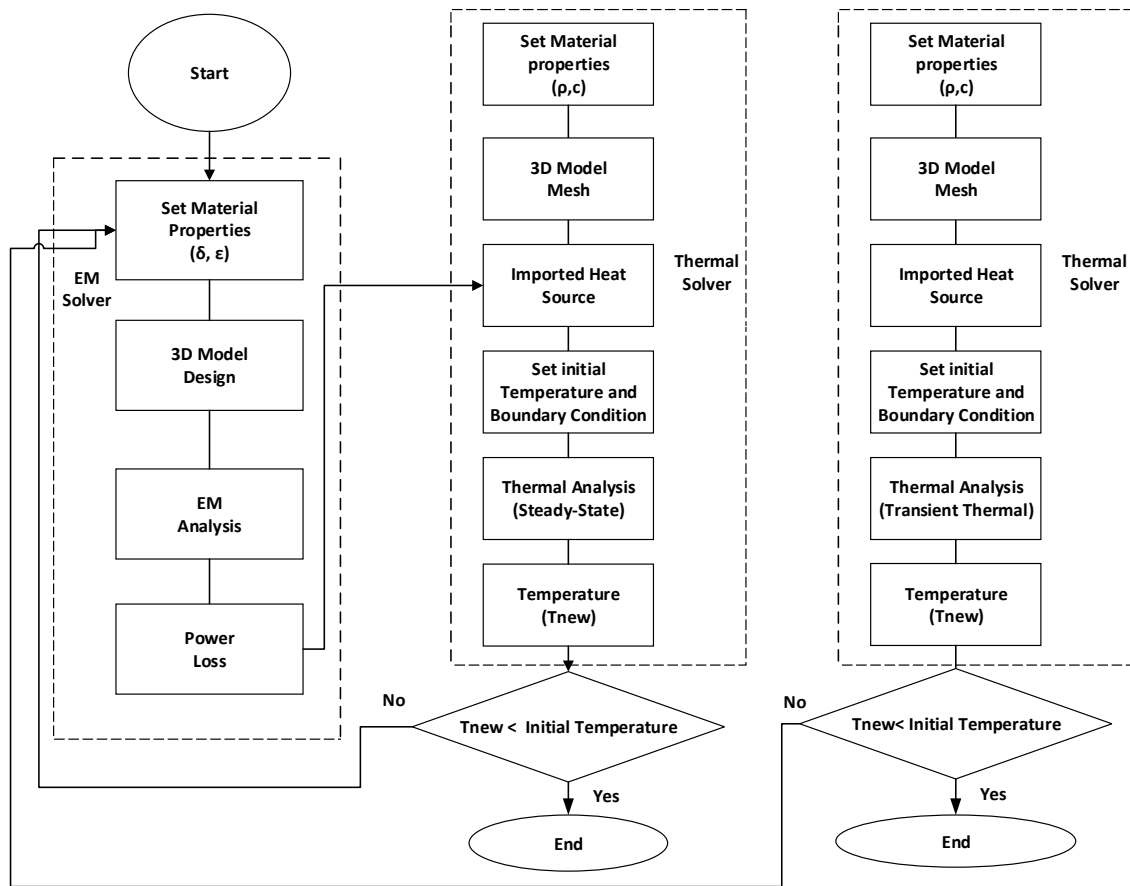 Start
Set Material
Properties
(δ, ε)
EM
Solver
3D Model
Design
EM
Analysis
Power
Loss
Set Material
properties
(ρ,c)
3D Model
Mesh
Imported Heat
Source
Thermal
Solver
Set initial
Temperature and
Boundary Condition
Thermal Analysis
(Steady-State)
Temperature
(Tnew)
No
Tnew < Initial Temperature
Yes
End
Set Material
properties
(ρ,c)
3D Model
Mesh
Imported Heat
Source
Thermal
Solver
Set initial
Temperature and
Boundary Condition
Thermal Analysis
(Transient Thermal)
Temperature
(Tnew)
No
Tnew< Initial Temperature
Yes
End